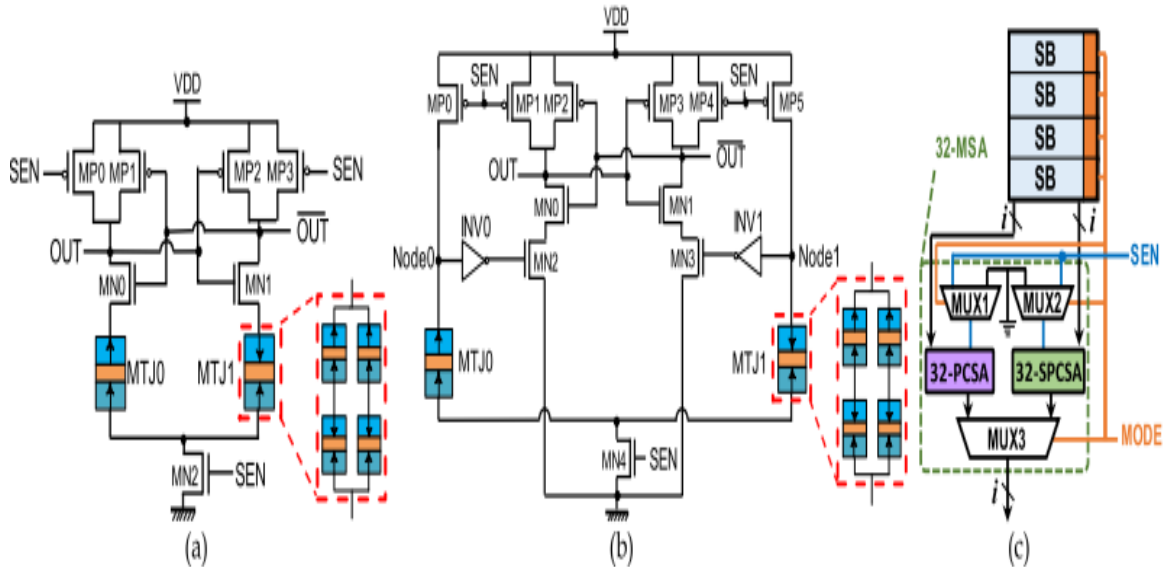 VDD
SEN
MP0
MP1
MP2
MP3
SEN
OUT
OUT
MN0
MN1
MTJ0
MTJ1
MN2
SEN
(a)
VDD
SEN
SEN
MP0
MP1
MP2
MP3
MP4
MP5
OUT
OUT
MN0
MN1
INV0
INV1
Node0
MN2
MN3
Node1
MTJ0
MTJ1
MN4
SEN
(b)
SB
SB
SB
SB
32-MSA
i
i
SEN
MUX1
MUX2
32-PCSA
32-SPCSA
MUX3
MODE
i
(c)